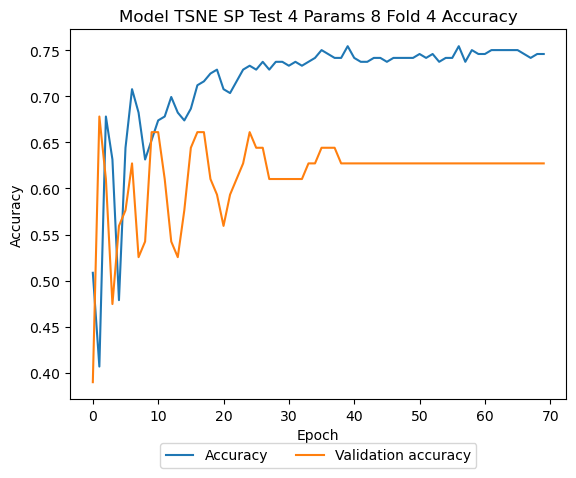 Model TSNE SP Test 4 Params 8 Fold 4 Accuracy
0.75
0.70
0.65
0.60
0.55
0.50
0.45
0.40
Accuracy
0 10 20 30 40 50 60 70
Epoch
Accuracy Validation accuracy